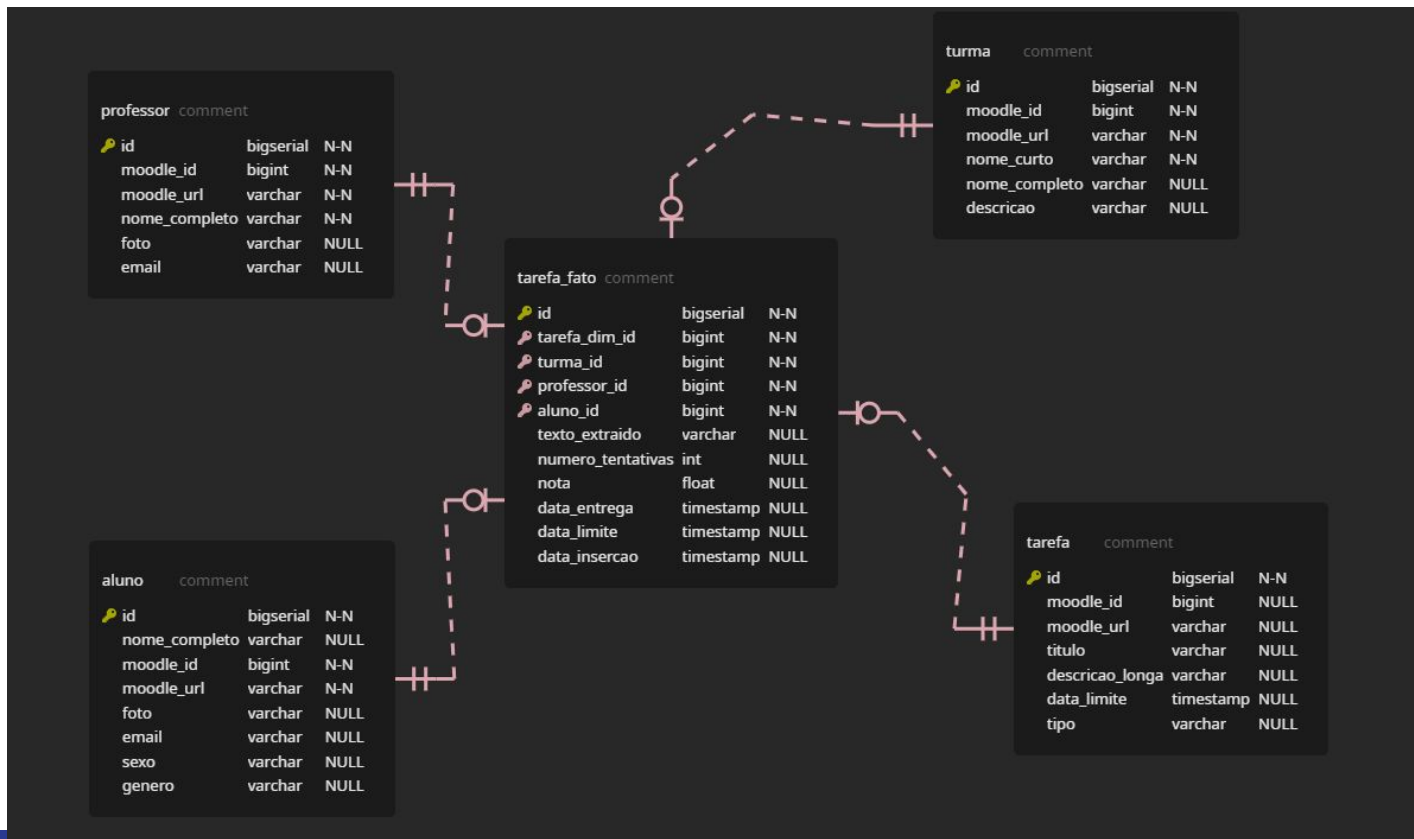 professor comment
id bigserial N-N
moodle_id bigint N-N
moodle_url varchar N-N
nome_completo varchar N-N
foto varchar NULL
email varchar NULL
turma comment
id bigserial N-N
moodle_id bigint N-N
moodle_url varchar N-N
nome_curto varchar N-N
nome_completo varchar NULL
descricao varchar NULL
tarefa_fato comment
id bigserial N-N
tarefa_dim_id bigint N-N
turma_id bigint N-N
professor_id bigint N-N
aluno_id bigint N-N
texto_extraido varchar NULL
numero_tentativas int NULL
nota float NULL
data_entrega timestamp NULL
data_limite timestamp NULL
data_insercao timestamp NULL
aluno comment
id bigserial N-N
nome_completo varchar NULL
moodle_id bigint N-N
moodle_url varchar N-N
foto varchar NULL
email varchar NULL
sexo varchar NULL
genero varchar NULL
tarefa comment
id bigserial N-N
moodle_id bigint NULL
moodle_url varchar NULL
titulo varchar NULL
descricao_longa varchar NULL
data_limite timestamp NULL
tipo varchar NULL